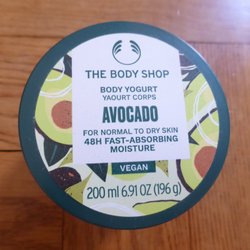 THE BODY SHOP
BODY YOGURT
YAOURT CORPS
AVOCADO
FOR NORMAL TO DRY SKIN
48H FAST-ABSORBING
MOISTURE
VEGAN
200 ml 6.91 OZ (196 g)